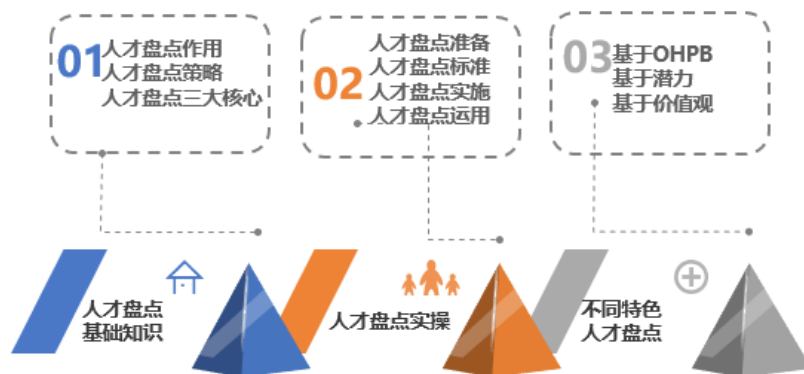 01
人才盘点作用
人才盘点策略
人才盘点三大核心
02
人才盘点准备
人才盘点标准
人才盘点实施
人才盘点运用
03
基于OHPB
基于潜力
基于价值观
人才盘点
基础知识
人才盘点实操
不同特色
人才盘点